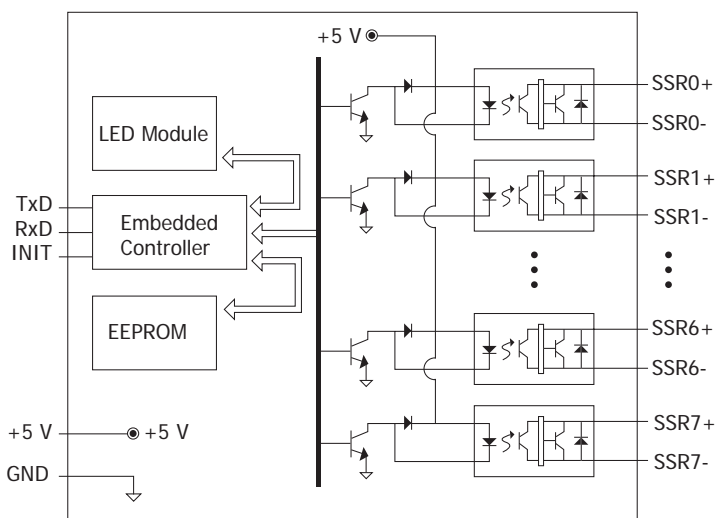 +5 V
SSR0+
LED Module
SSR0-
SSR1+
TxD
Embedded
Controller
RxD
SSR1-
INIT
EEPROM
SSR6+
SSR6-
+5 V
+5 V
SSR7+
GND
SSR7-